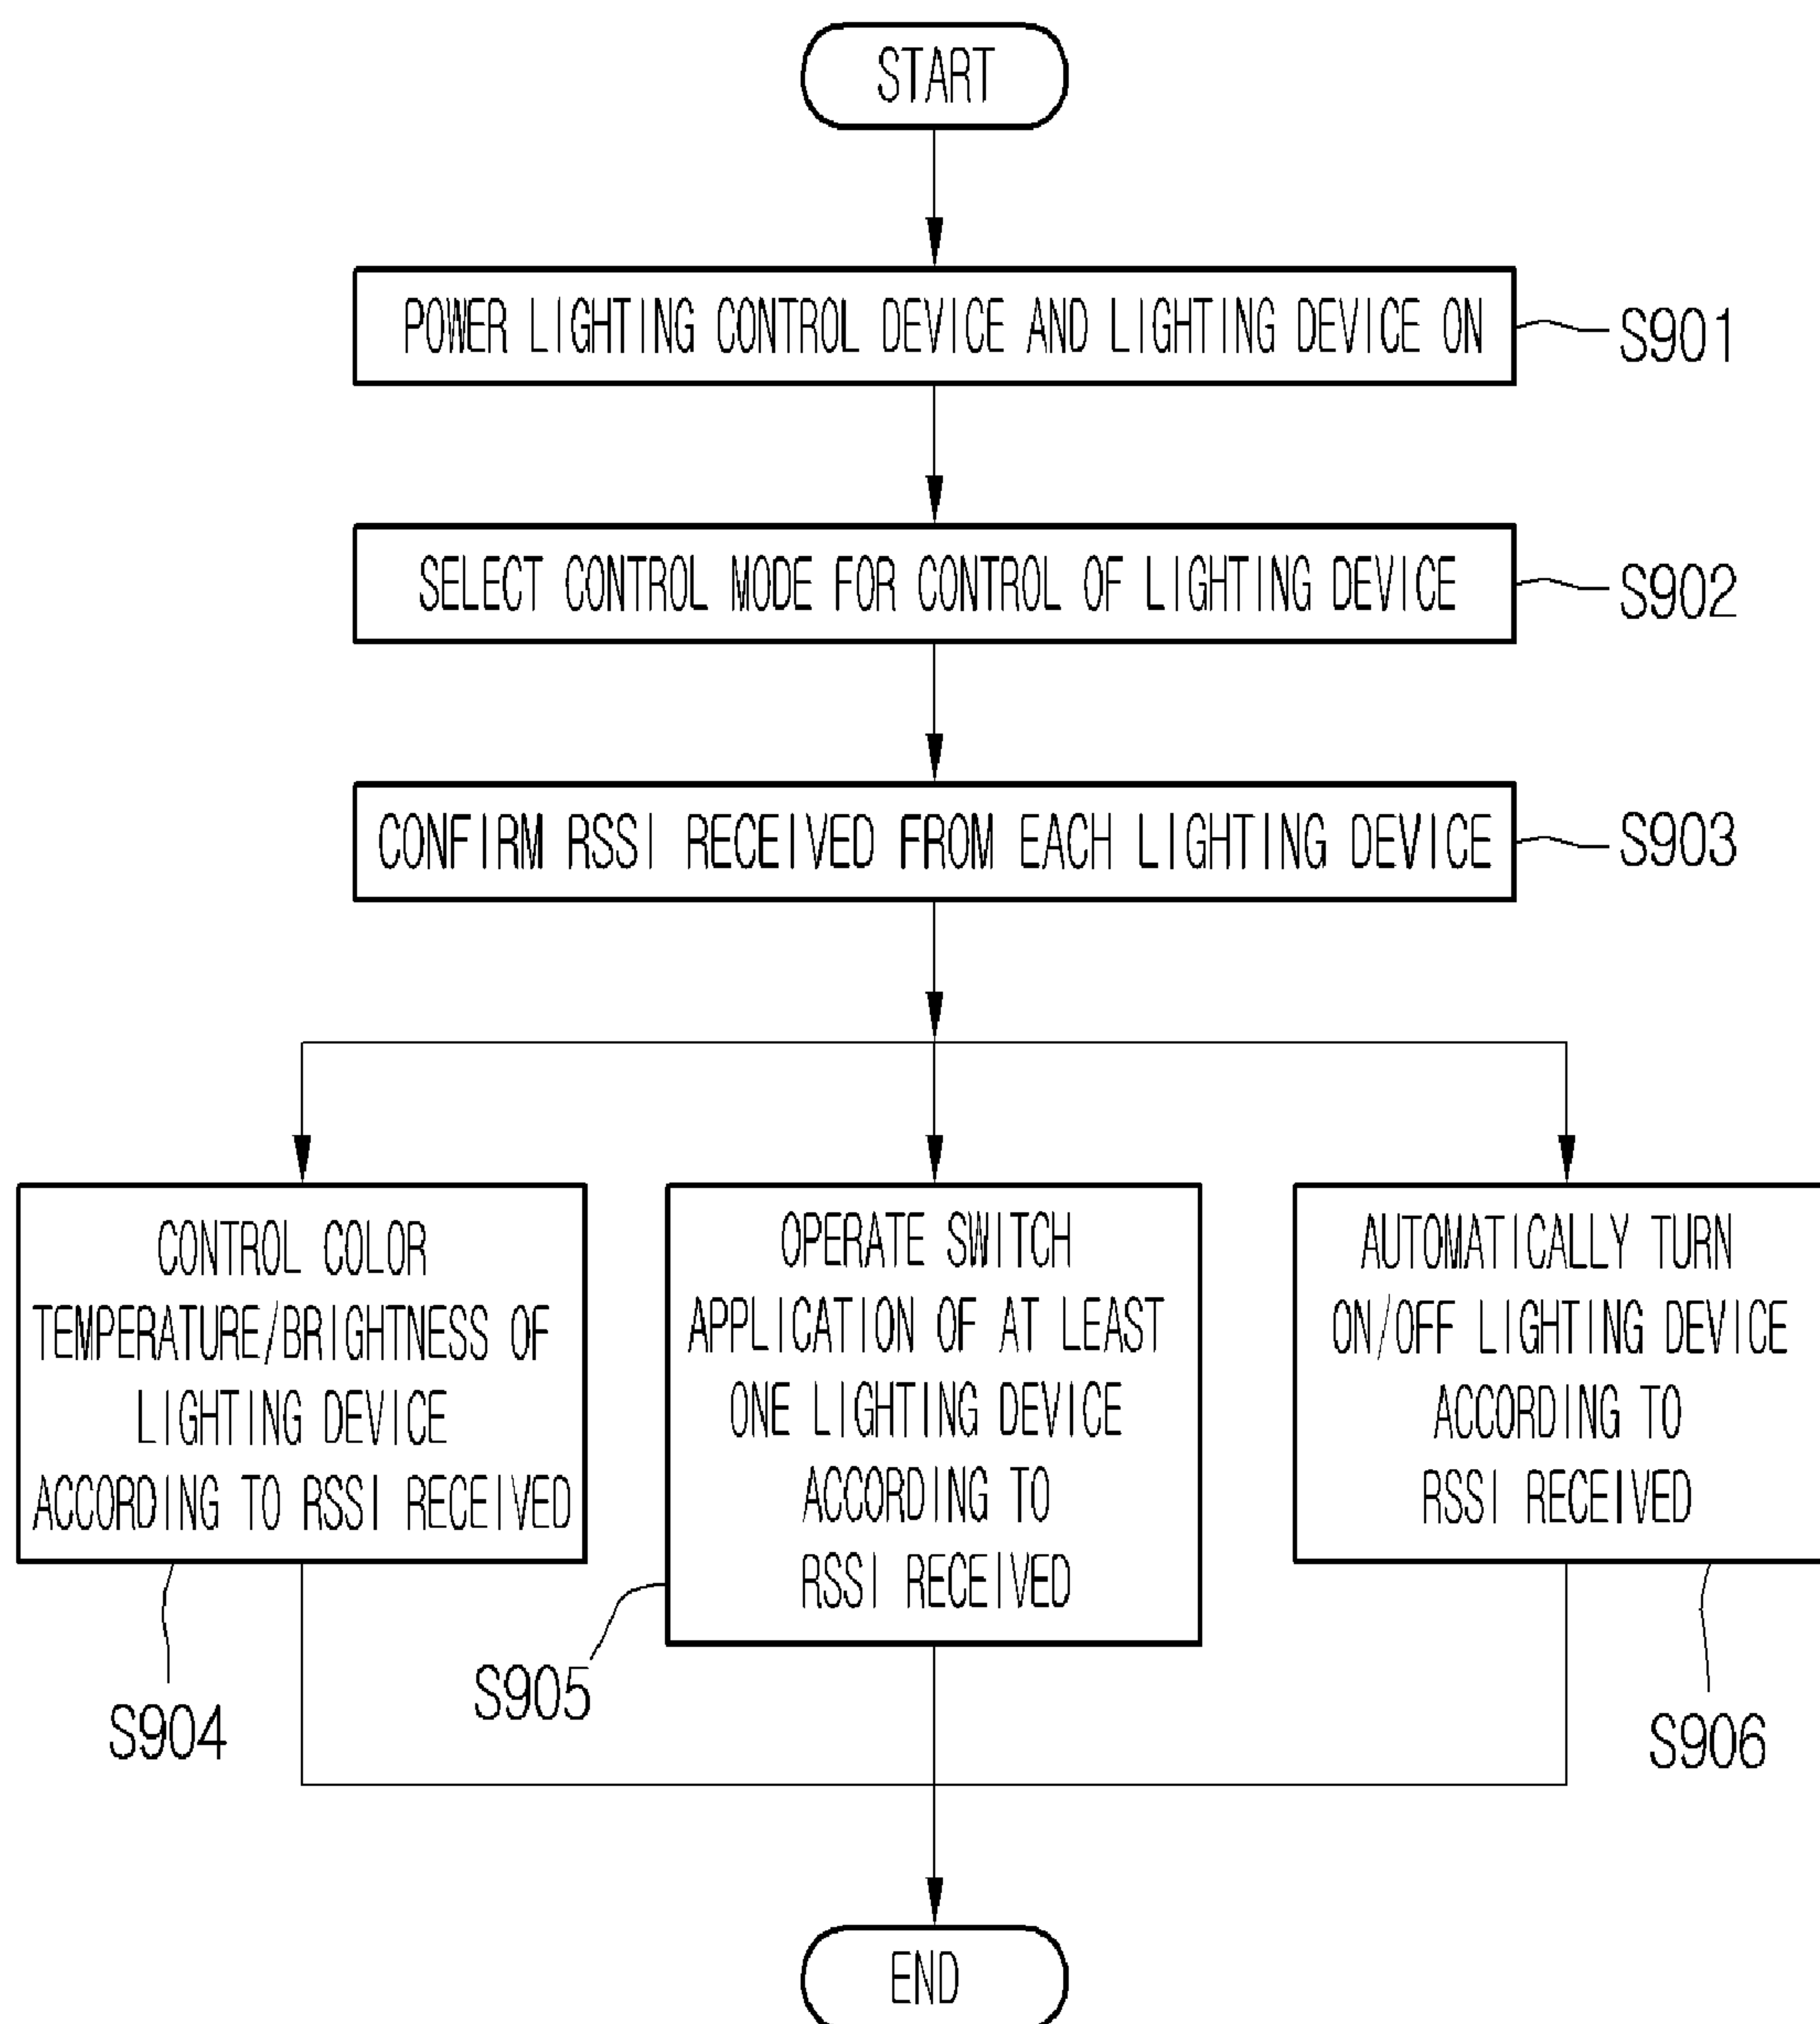 START
POWER LIGHTING CONTROL DEVICE AND LIGHTING DEVICE ON
S901
SELECT CONTROL MODE FOR CONTROL OF LIGHTING DEVICE
S902
CONFIRM RSSI RECEIVED FROM EACH LIGHTING DEVICE
S903
CONTROL COLOR
TEMPERATURE/BRIGHTNESS OF
LIGHTING DEVICE
ACCORDING TO RSSI RECEIVED
S904
OPERATE SWITCH
APPLICATION OF AT LEAST
ONE LIGHTING DEVICE
ACCORDING TO
RSSI RECEIVED
S905
AUTOMATICALLY TURN
ON/OFF LIGHTING DEVICE
ACCORDING TO
RSSI RECEIVED
S906
END